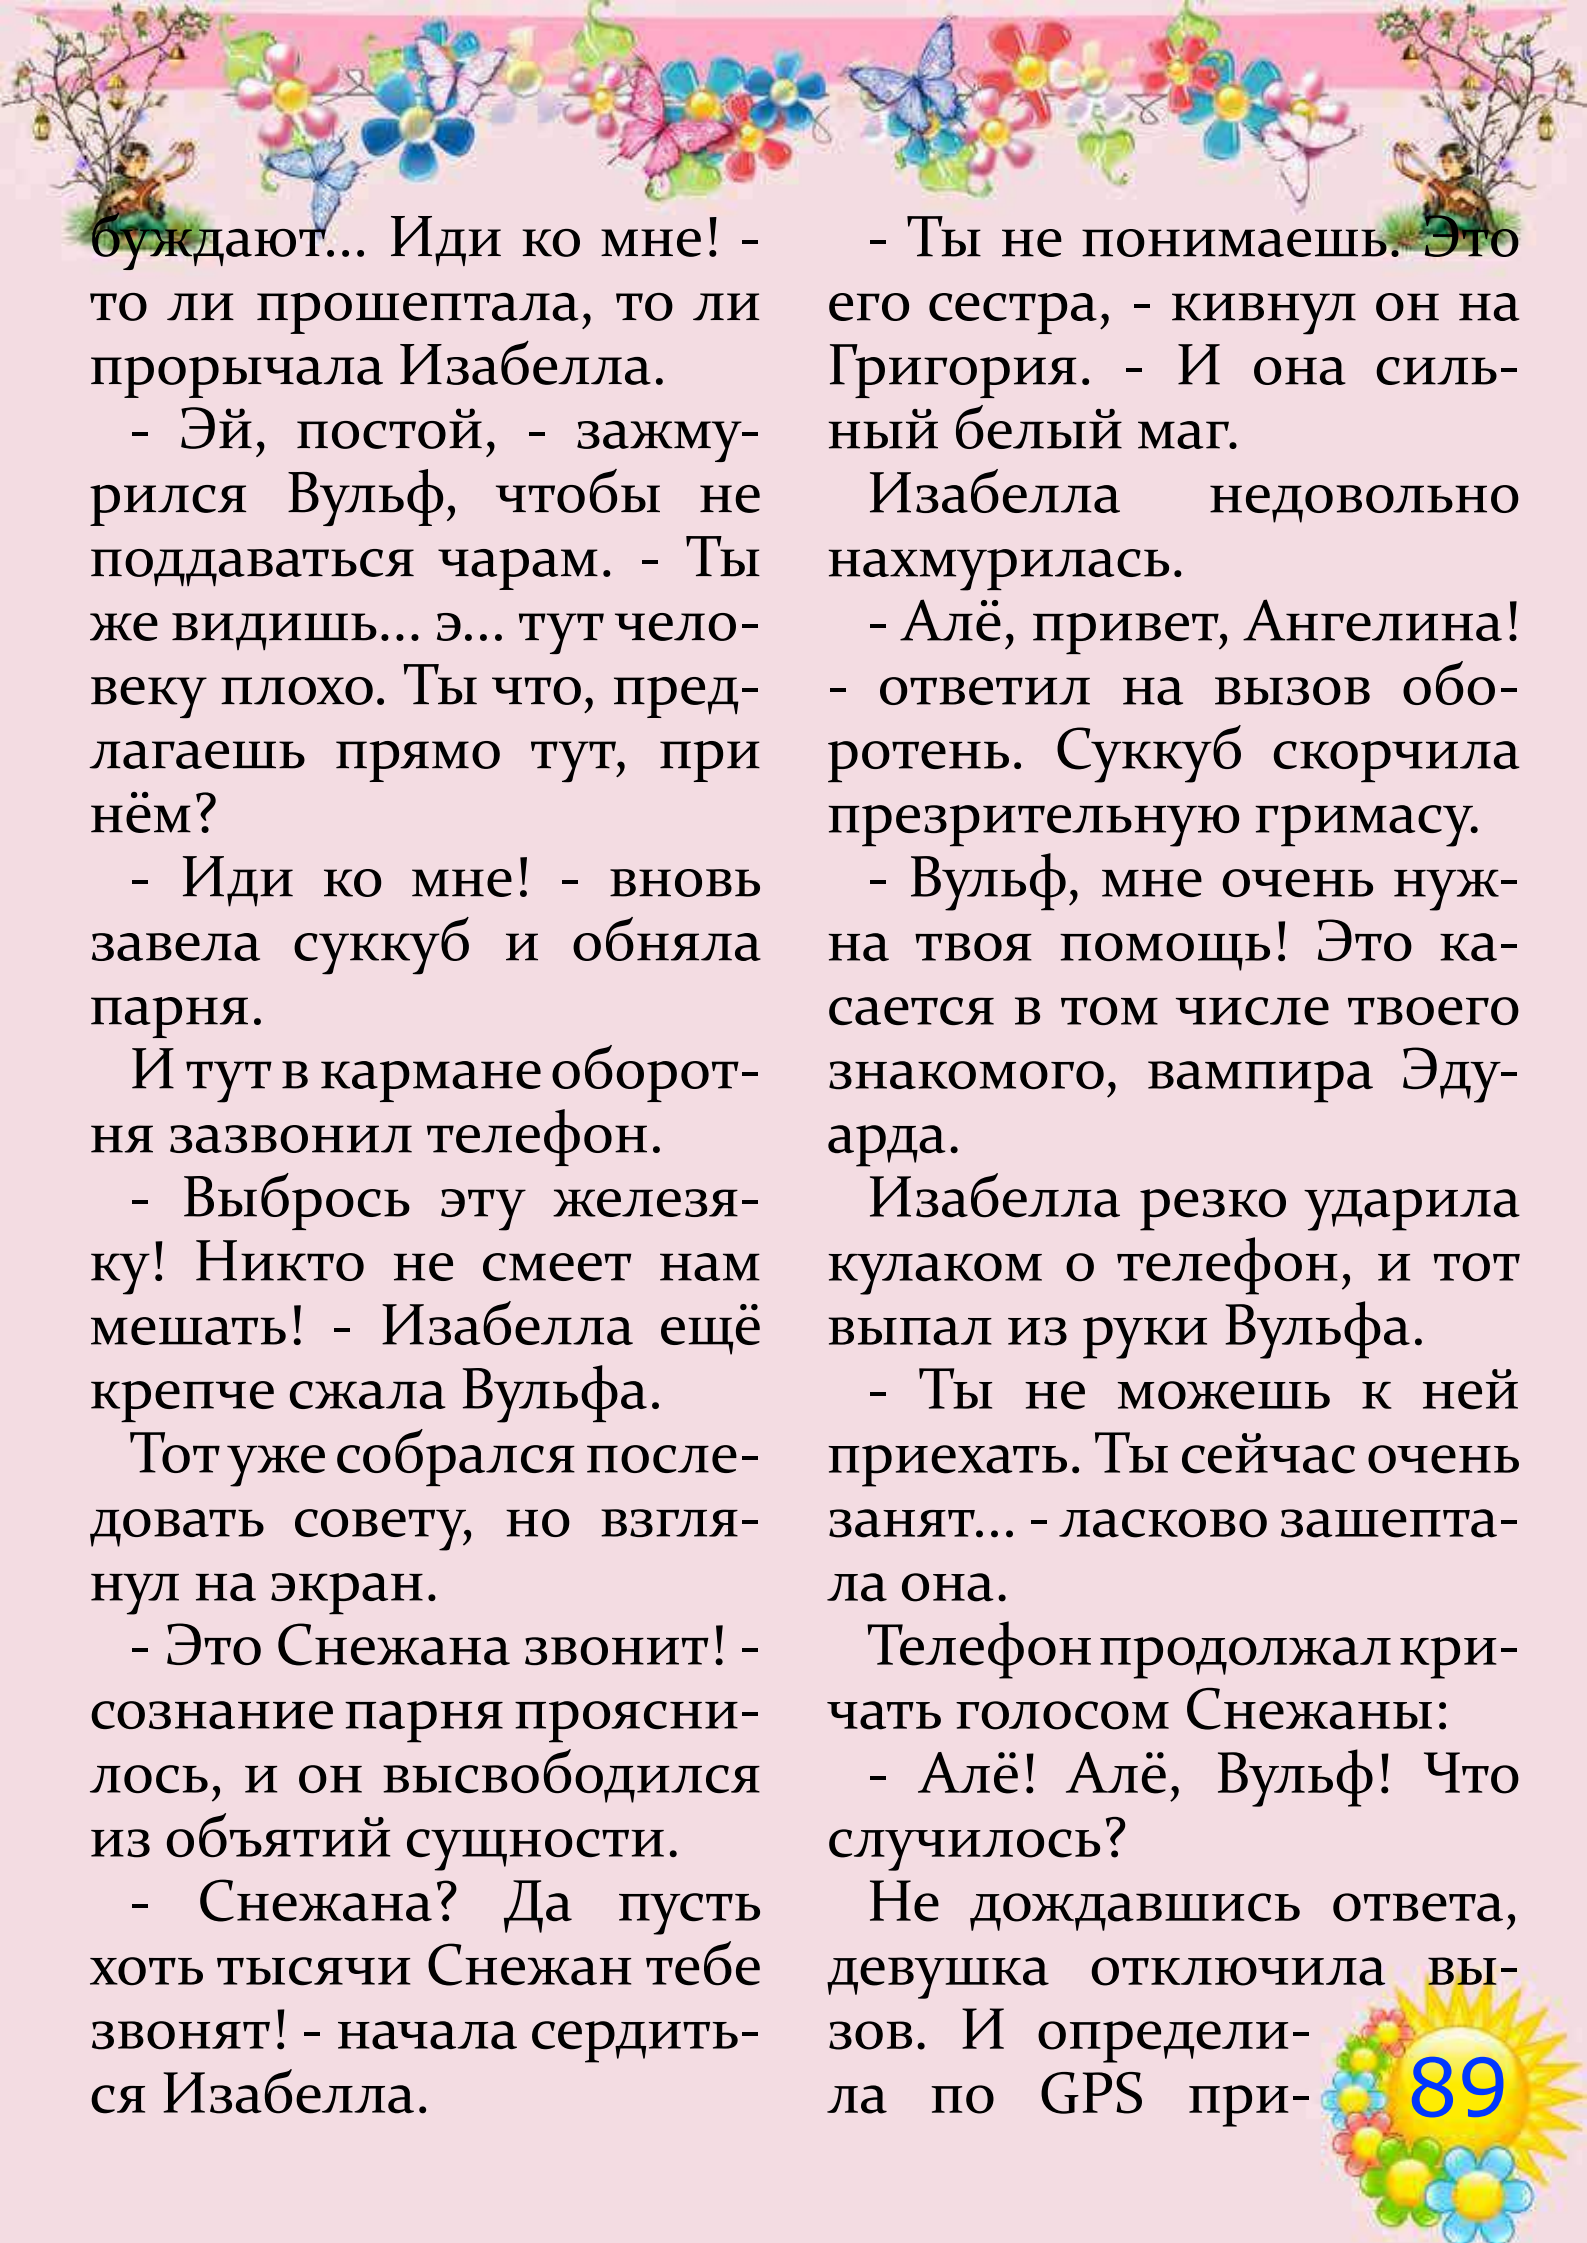 буждают... Иди ко мне! -
то ли прошептала, то ли
прорычала Изабелла.
- Эй, постой, - зажму-
рился Вульф, чтобы не
поддаваться чарам. - Ты
же видишь... э... тут чело-
веку плохо. Ты что, пред-
лагаешь прямо тут, при
нём?
- Иди ко мне! - вновь
завела суккуб и обняла
парня.
И тут в кармане оборот-
ня зазвонил телефон.
- Выбрось эту железя-
ку! Никто не смеет нам
мешать! - Изабелла ещё
крепче сжала Вульфа.
Тот уже собрался после-
довать совету, но взгля-
нул на экран.
- Это Снежана звонит! -
сознание парня проясни-
лось, и он высвободился
из объятий сущности.
- Снежана? Да пусть
хоть тысячи Снежан тебе
звонят! - начала сердить-
ся Изабелла.
- Ты не понимаешь. Это
его сестра, - кивнул он на
Григория. - И она силь-
ный белый маг.
Изабелла недовольно
нахмурилась.
- Алё, привет, Ангелина!
- ответил на вызов обо-
ротень. Суккуб скорчила
презрительную гримасу.
- Вульф, мне очень нуж-
на твоя помощь! Это ка-
сается в том числе твоего
знакомого, вампира Эду-
арда.
Изабелла резко ударила
кулаком о телефон, и тот
выпал из руки Вульфа.
- Ты не можешь к ней
приехать. Ты сейчас очень
занят... - ласково зашепта-
ла она.
Телефон продолжал кри-
чать голосом Снежаны:
- Алё! Алё, Вульф! Что
случилось?
Не дождавшись ответа,
девушка отключила вы-
зов. И определи-
ла по GPS при-
89